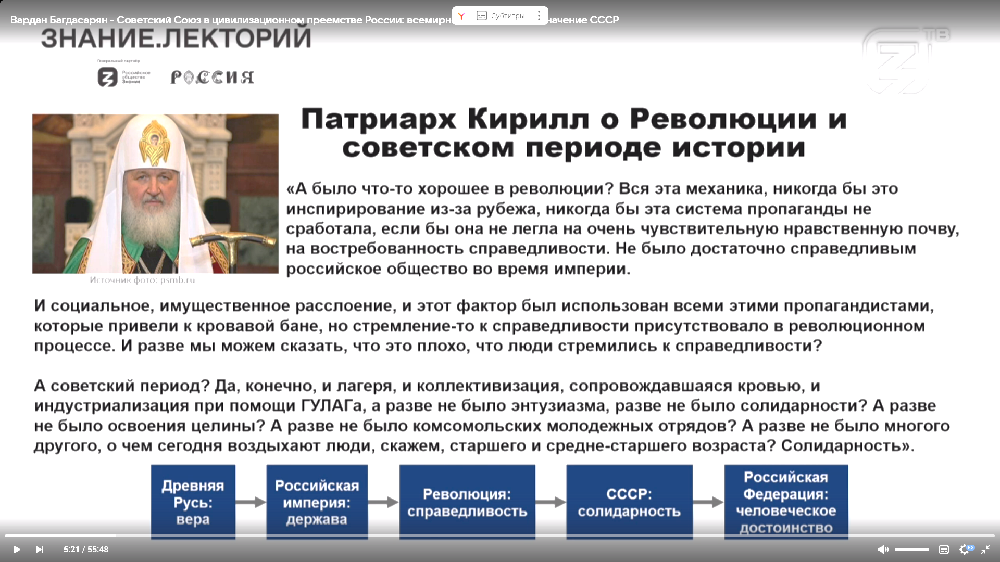 Вардан Багдасарян - Советский Союз в цивилизационном преемстве России: всемирн
начение СССР
Субтитры
ЗНАНИЕ.ЛЕКТОРИЙ
ТВ
Генеральный партнёр
Российское
общество
Знание
РОССИЯ
Патриарх Кирилл о Революции и
советском периоде истории
«А было что-то хорошее в революции? Вся эта механика, никогда бы это
инспирирование из-за рубежа, никогда бы эта система пропаганды не
сработала, если бы она не легла на очень чувствительную нравственную почву,
на востребованность справедливости. Не было достаточно справедливым
российское общество во время империи.
Источник фото: psmb.ru
И социальное, имущественное расслоение, и этот фактор был использован всеми этими пропагандистами,
которые привели к кровавой бане, но стремление-то к справедливости присутствовало в революционном
процессе. И разве мы можем сказать, что это плохо, что люди стремились к справедливости?
А советский период? Да, конечно, и лагеря, и коллективизация, сопровождавшаяся кровью, и
индустриализация при помощи ГУЛАГа, а разве не было энтузиазма, разве не было солидарности? А разве
не было освоения целины? А разве не было комсомольских молодежных отрядов? А разве не было многого
другого, о чем сегодня воздыхают люди, скажем, старшего и средне-старшего возраста? Солидарность».
Древняя
Русь:
вера
Российская
империя:
держава
Революция:
справедливость
СССР:
солидарность
Российская
Федерация:
человеческое
достоинство
5:21 / 55:48
HD